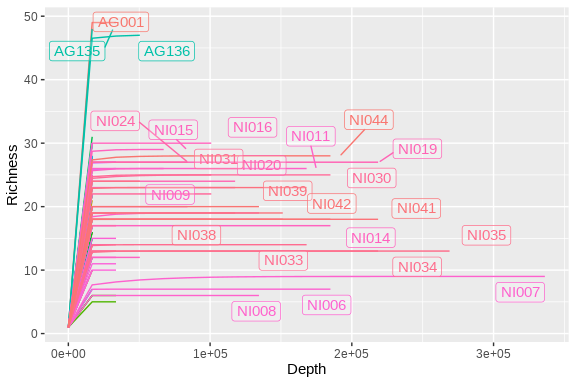 50
AG001
AG135
AG136
40
NI024
NI015
NI016
NI044
NI011
30
NI031
NI020
NI019
NI030
NI009
NI039
NI042
NI041
20
NI038
NI014
NI035
NI033
NI034
10
NI008
NI006
NI007
0
0e+00
1e+05
2e+05
3e+05
Depth
Richness